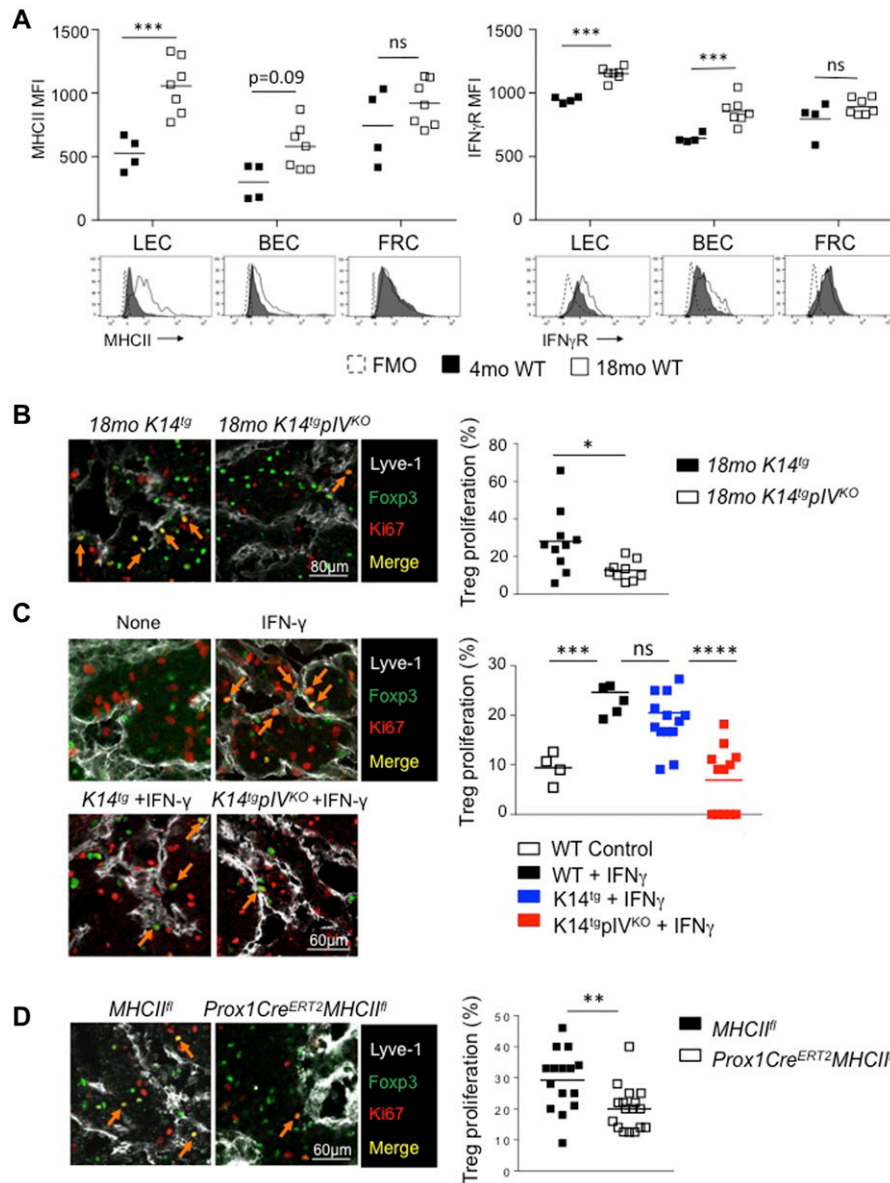 A
MHCII MFI
1500
1000
500
0
***
p=0.09
ns
LEC BEC FRC
MHCII
IFNγR MFI
1500
1000
500
0
***
***
ns
LEC BEC FRC
IFNγR
FMO 4mo WT 18mo WT
B
18mo K14tg 18mo K14tgpIVKO
Lyve-1
Foxp3
Ki67
Merge
80µm
Treg proliferation (%)
80
60
40
20
0
*
18mo K14tg
18mo K14tgpIVKO
C
None IFN-γ
Lyve-1
Foxp3
Ki67
Merge
K14tg +IFN-γ K14tgpIVKO +IFN-γ
60µm
Treg proliferation (%)
30
20
10
0
*** ns ****
WT Control
WT + IFNγ
K14tg + IFNγ
K14tgpIVKO + IFNγ
D
MHCIIfl Prox1CreERT2MHCIIfl
Lyve-1
Foxp3
Ki67
Merge
60µm
Treg proliferation (%)
50
40
30
20
10
0
**
MHCIIfl
Prox1CreERT2MHCII